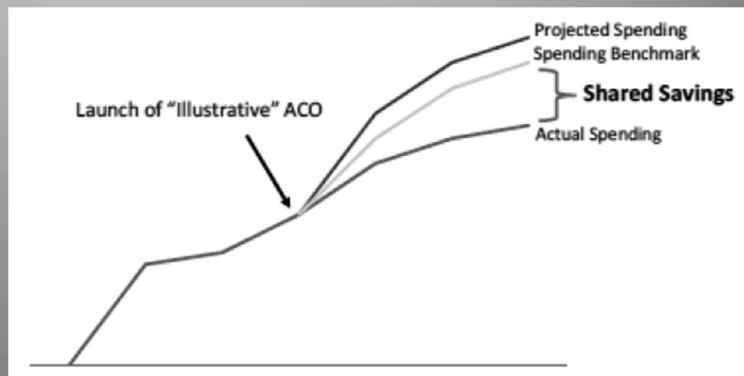 Projected Spending
Spending Benchmark
Shared Savings
Launch of "Illustrative" ACO
Actual Spending